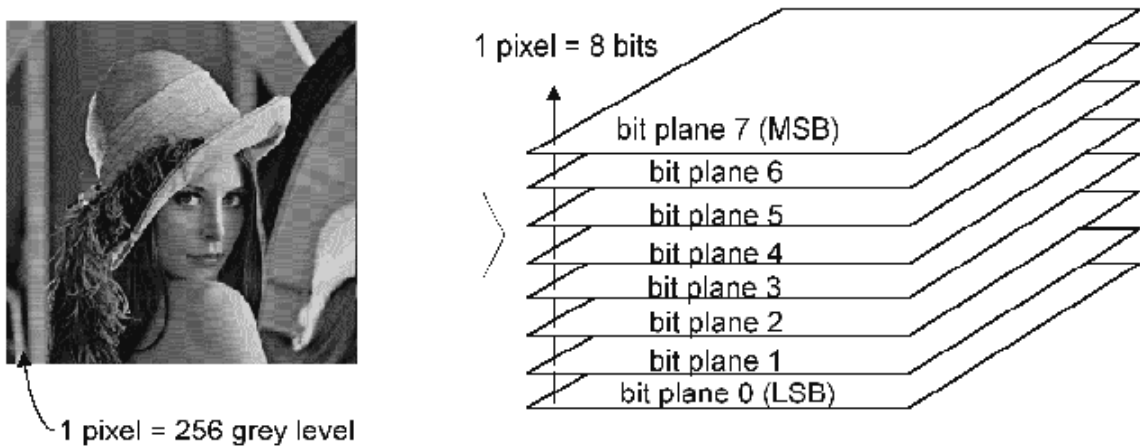 1 pixel = 8 bits
bit plane 7 (MSB)
bit plane 6
bit plane 5
bit plane 4
bit plane 3
bit plane 2
bit plane 1
bit plane 0 (LSB)
1 pixel = 256 grey level